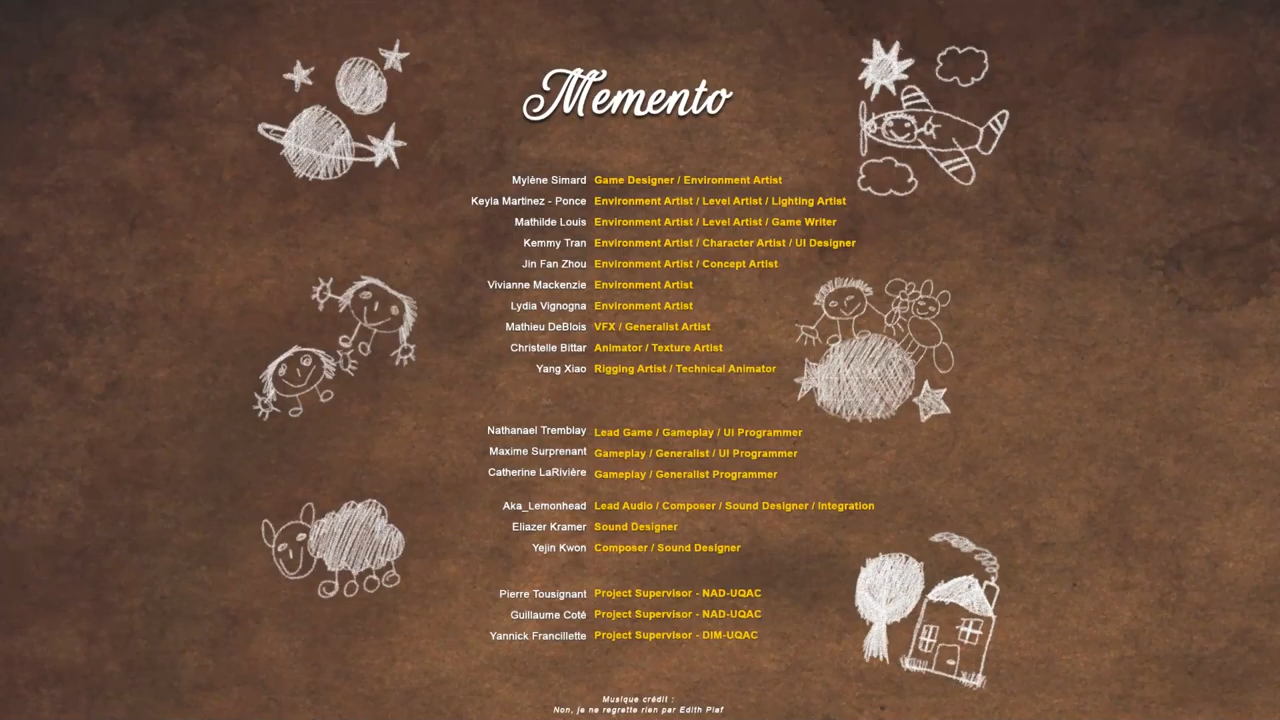 Memento
Mylène Simard Game Designer / Environment Artist
Keyla Martinez - Ponce Environment Artist / Level Artist / Lighting Artist
Mathilde Louis Environment Artist / Level Artist / Game Writer
Kemmy Tran Environment Artist / Character Artist / UI Designer
Jin Fan Zhou Environment Artist / Concept Artist
Vivianne Mackenzie Environment Artist
Lydia Vignogna Environment Artist
Mathieu DeBlois VFX / Generalist Artist
Christelle Bittar Animator / Texture Artist
Yang Xiao Rigging Artist / Technical Animator
Nathanael Tremblay Lead Game / Gameplay / UI Programmer
Maxime Surprenant Gameplay / Generalist / UI Programmer
Catherine LaRivière Gameplay / Generalist Programmer
Aka_Lemonhead Lead Audio / Composer / Sound Designer / Integration
Eliazer Kramer Sound Designer
Yejin Kwon Composer / Sound Designer
Pierre Tousignant Project Supervisor - NAD-UQAC
Guillaume Coté Project Supervisor - NAD-UQAC
Yannick Francillette Project Supervisor - DIM-UQAC
Musique crédit :
Non, je ne regrette rien par Edith Piaf